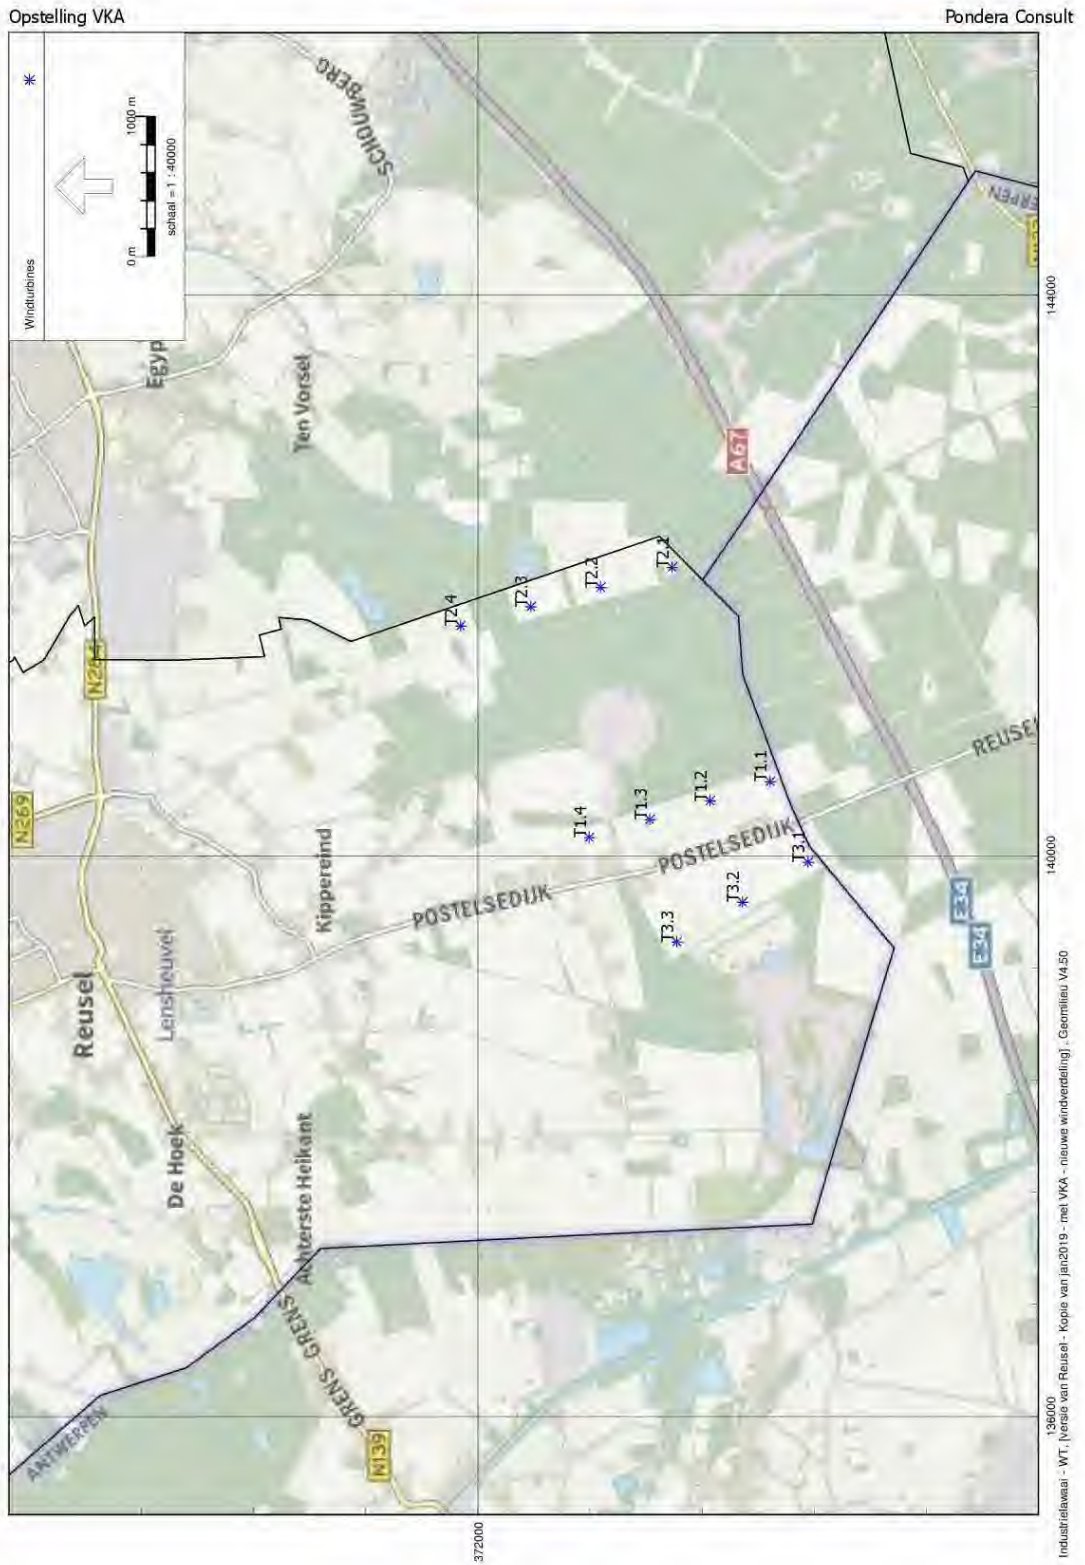 Opstelling VKA
Pondera Consult
Windturbines
0 m
1000 m
schaal = 1 : 40000
SCHOUWBERG
Egyp
Ten Vorsel
N284
N269
Reusel
Lensheuvel
Kippereind
De Hoek
Achterste Heikant
POSTELSEDIJK
POSTELSEDIJK
A67
T2.4
T2.3
T2.2
T2.1
T1.4
T1.3
T1.2
T1.1
T3.3
T3.2
T3.1
REUSEL
E34
E34
ERPEN
ANTWERPEN
GRENS
GRENS
N139
136000
140000
144000
372000
Industrielawaai - WT, [versie van Reusel - Kopie van jan2019 - met VKA - nieuwe windverdeling] , Geomilieu V4.50